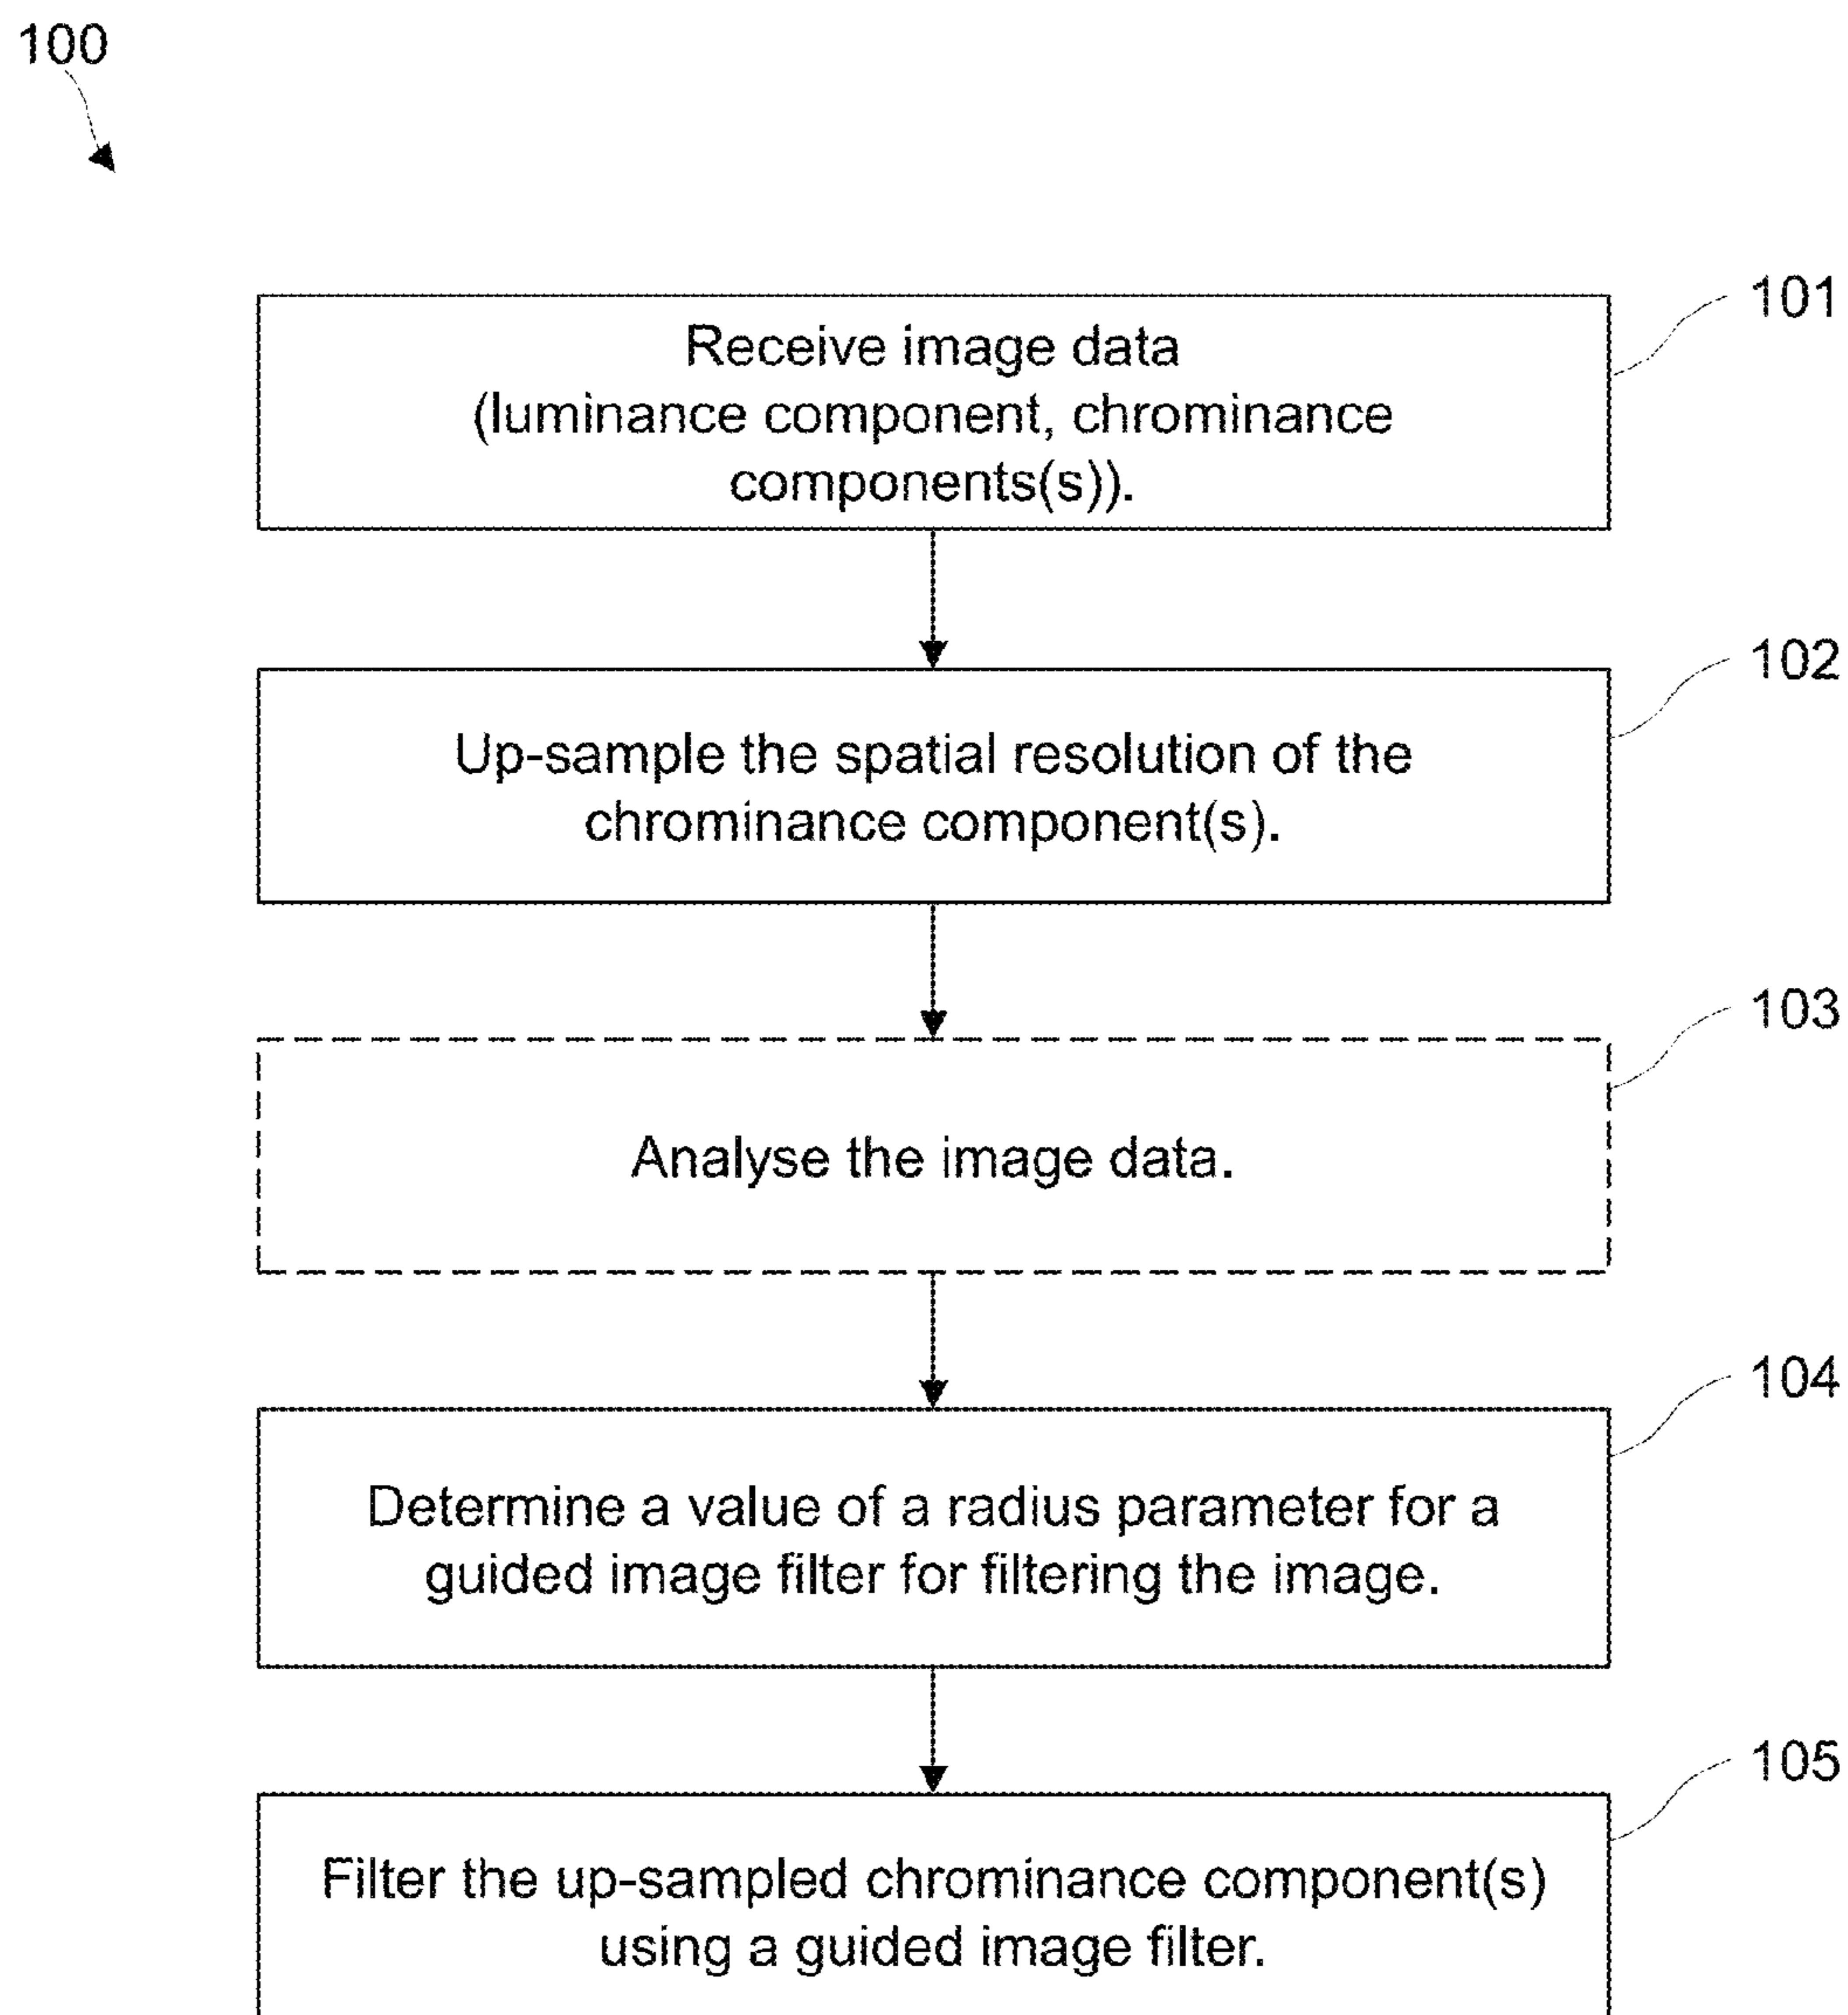 100
101
Receive image data
(luminance component, chrominance
components(s)).
102
Up-sample the spatial resolution of the
chrominance component(s).
103
Analyse the image data.
104
Determine a value of a radius parameter for a
guided image filter for filtering the image.
105
Filter the up-sampled chrominance component(s)
using a guided image filter.